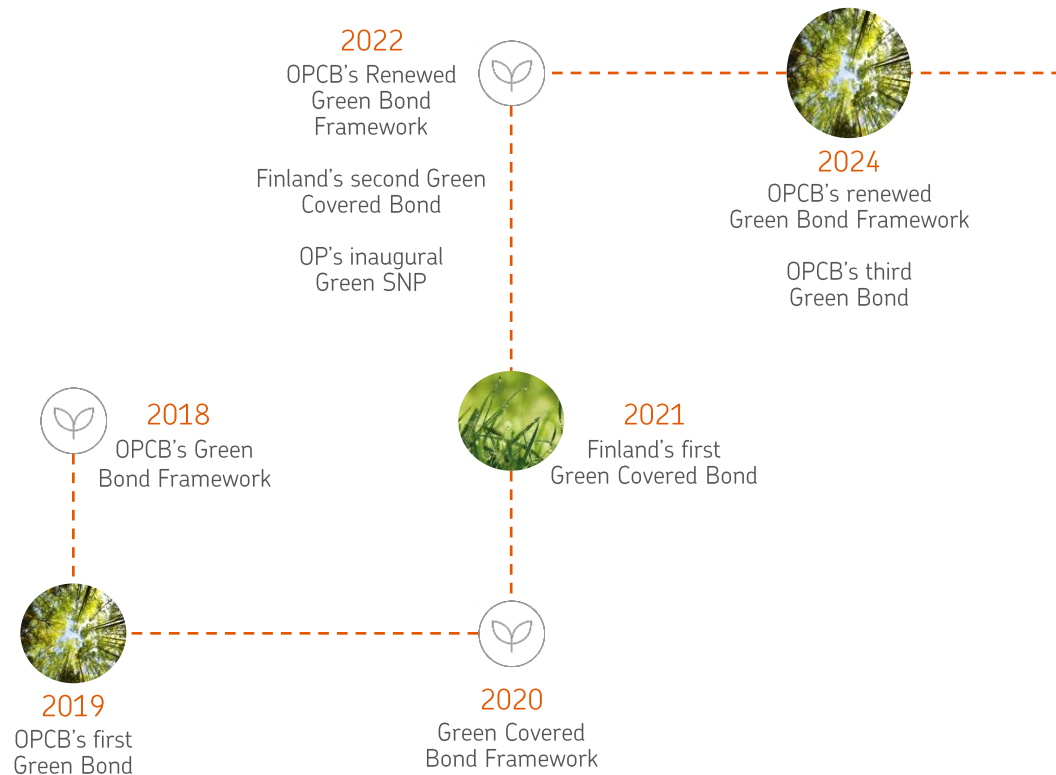 2022
OPCB's Renewed
Green Bond
Framework
Finland's second Green
Covered Bond
OP's inaugural
Green SNP
2024
OPCB's renewed
Green Bond Framework
OPCB's third
Green Bond
2018
OPCB's Green
Bond Framework
2021
Finland's first
Green Covered Bond
2019
OPCB's first
Green Bond
2020
Green Covered
Bond Framework